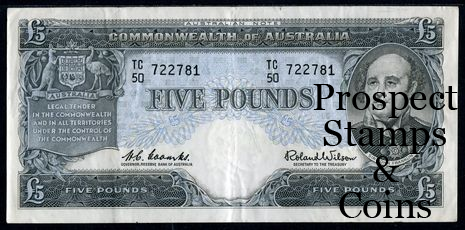 AUSTRALIAN NOTE
£5 COMMONWEALTH OF AUSTRALIA £5
TC 50 722781 TC 50 722781
AUSTRALIA
LEGAL TENDER
IN THE COMMONWEALTH
AND IN ALL TERRITORIES
UNDER THE CONTROL OF
THE COMMONWEALTH
FIVE POUNDS
H.C. Coombs
GOVERNOR, RESERVE BANK OF AUSTRALIA
Roland Wilson
SECRETARY TO THE TREASURY
£5 FIVE POUNDS FIVE POUNDS £5
Prospect
Stamps
&
Coins